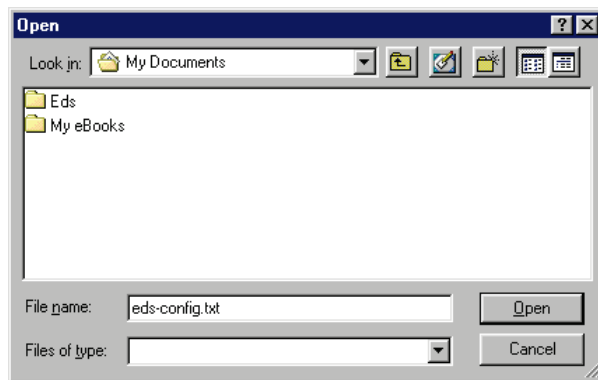 Open
Look in: My Documents
Eds
My eBooks
File name: eds-config.txt Open
Files of type: Cancel